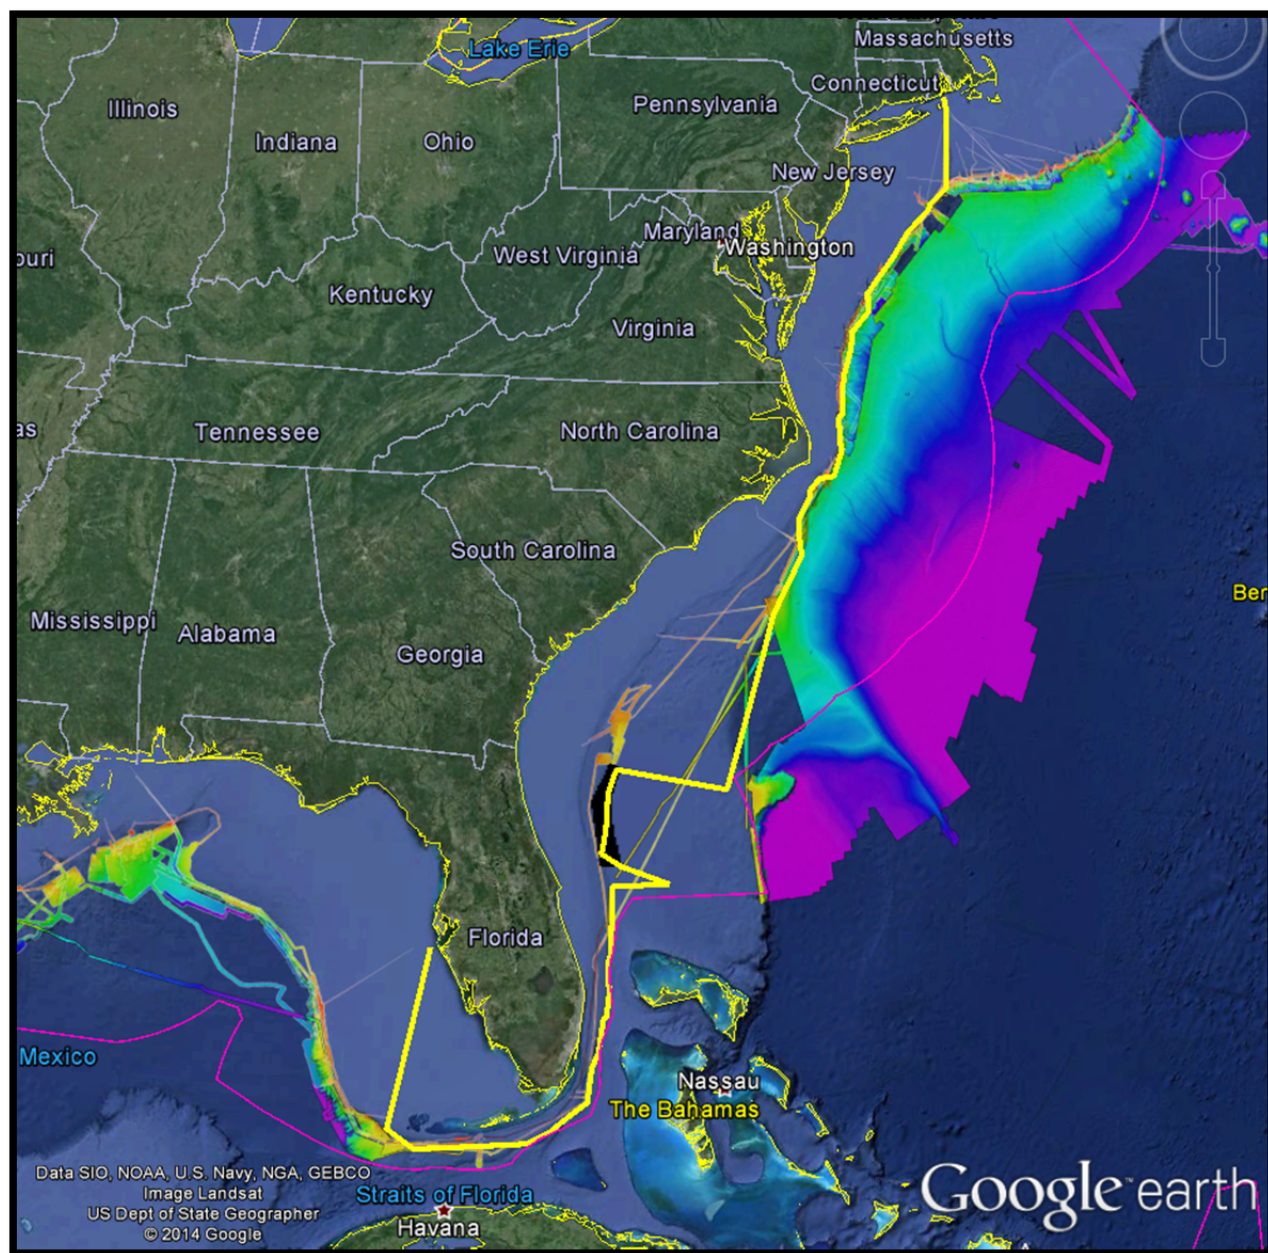 Lake Erie
Massachusetts
Connecticut
Illinois
Pennsylvania
Indiana
Ohio
New Jersey
Maryland
Washington
ouri
West Virginia
Kentucky
Virginia
as
Tennessee
North Carolina
South Carolina
Ber
Mississippi
Alabama
Georgia
Florida
Mexico
Nassau
The Bahamas
Data SIO, NOAA, U.S. Navy, NGA, GEBCO
Image Landsat
US Dept of State Geographer
© 2014 Google
Straits of Florida
Havana
Google earth